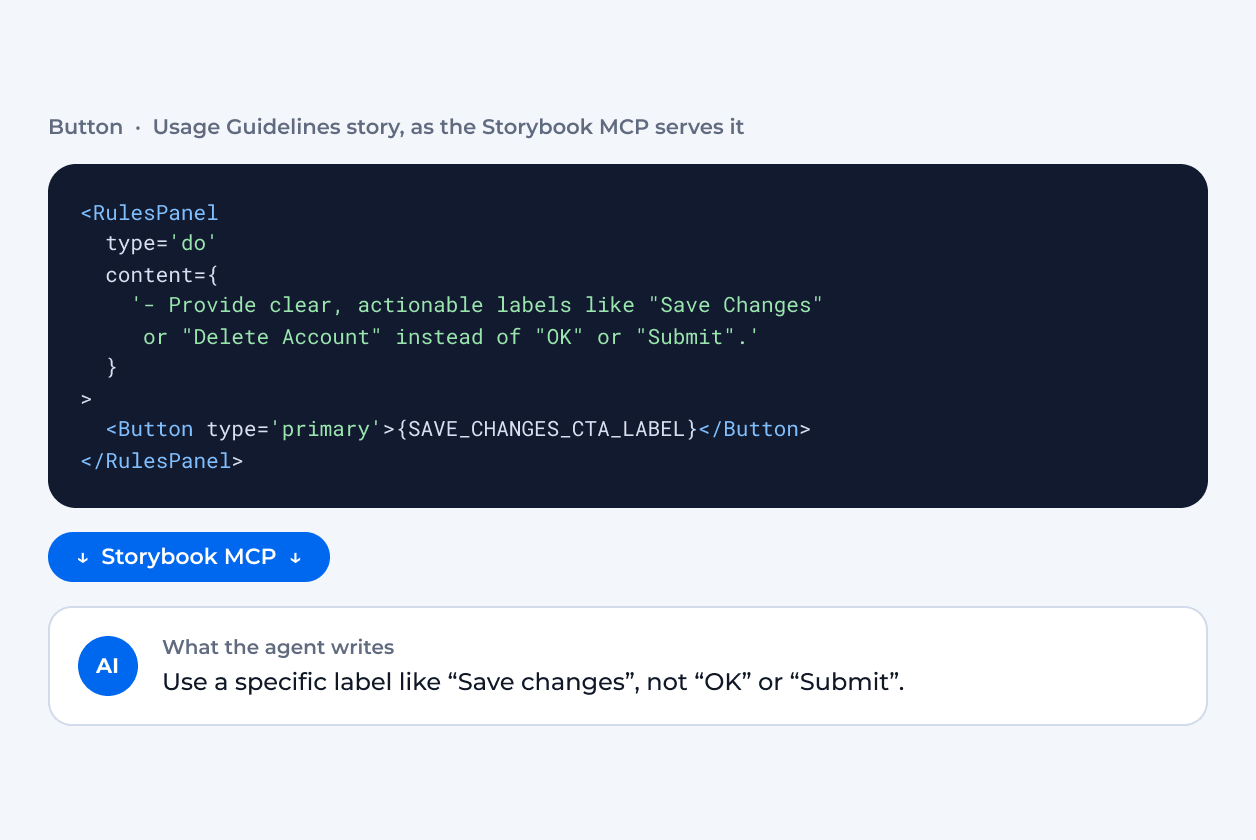 Button · Usage Guidelines story, as the Storybook MCP serves it
<RulesPanel
  type='do'
  content={
    '- Provide clear, actionable labels like "Save Changes"
     or "Delete Account" instead of "OK" or "Submit".'
  }
>
  <Button type='primary'>{SAVE_CHANGES_CTA_LABEL}</Button>
</RulesPanel>
↓ Storybook MCP ↓
AI
What the agent writes
Use a specific label like “Save changes”, not “OK” or “Submit”.